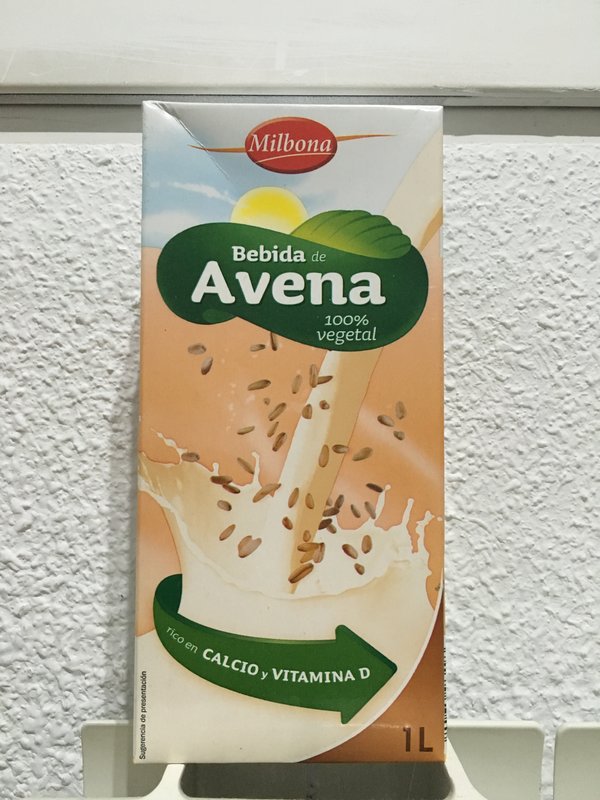 Milbona
Bebida de
Avena
100%
vegetal
rico en CALCIO y VITAMINA D
Sugerencia de presentación
1L